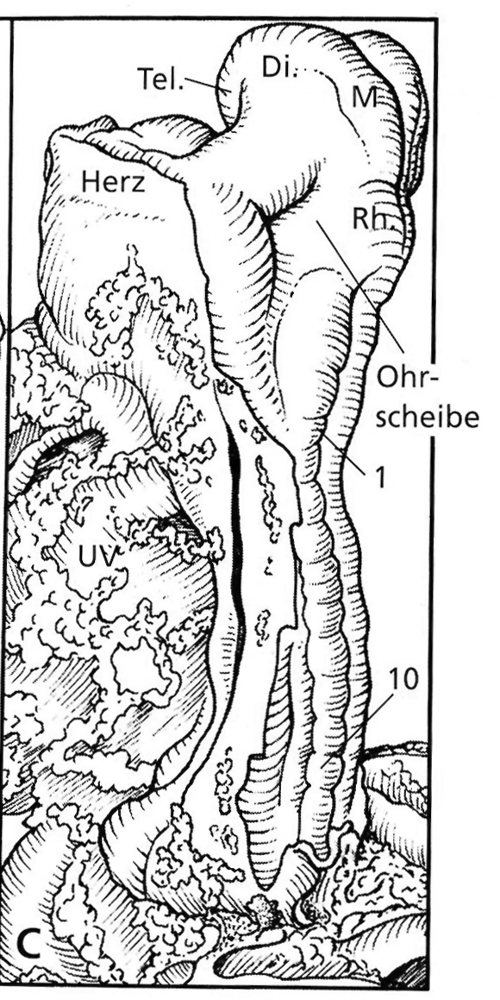 Di.
Tel.
M
Herz
Rh.
Ohr-
scheibe
1
UV
10
C